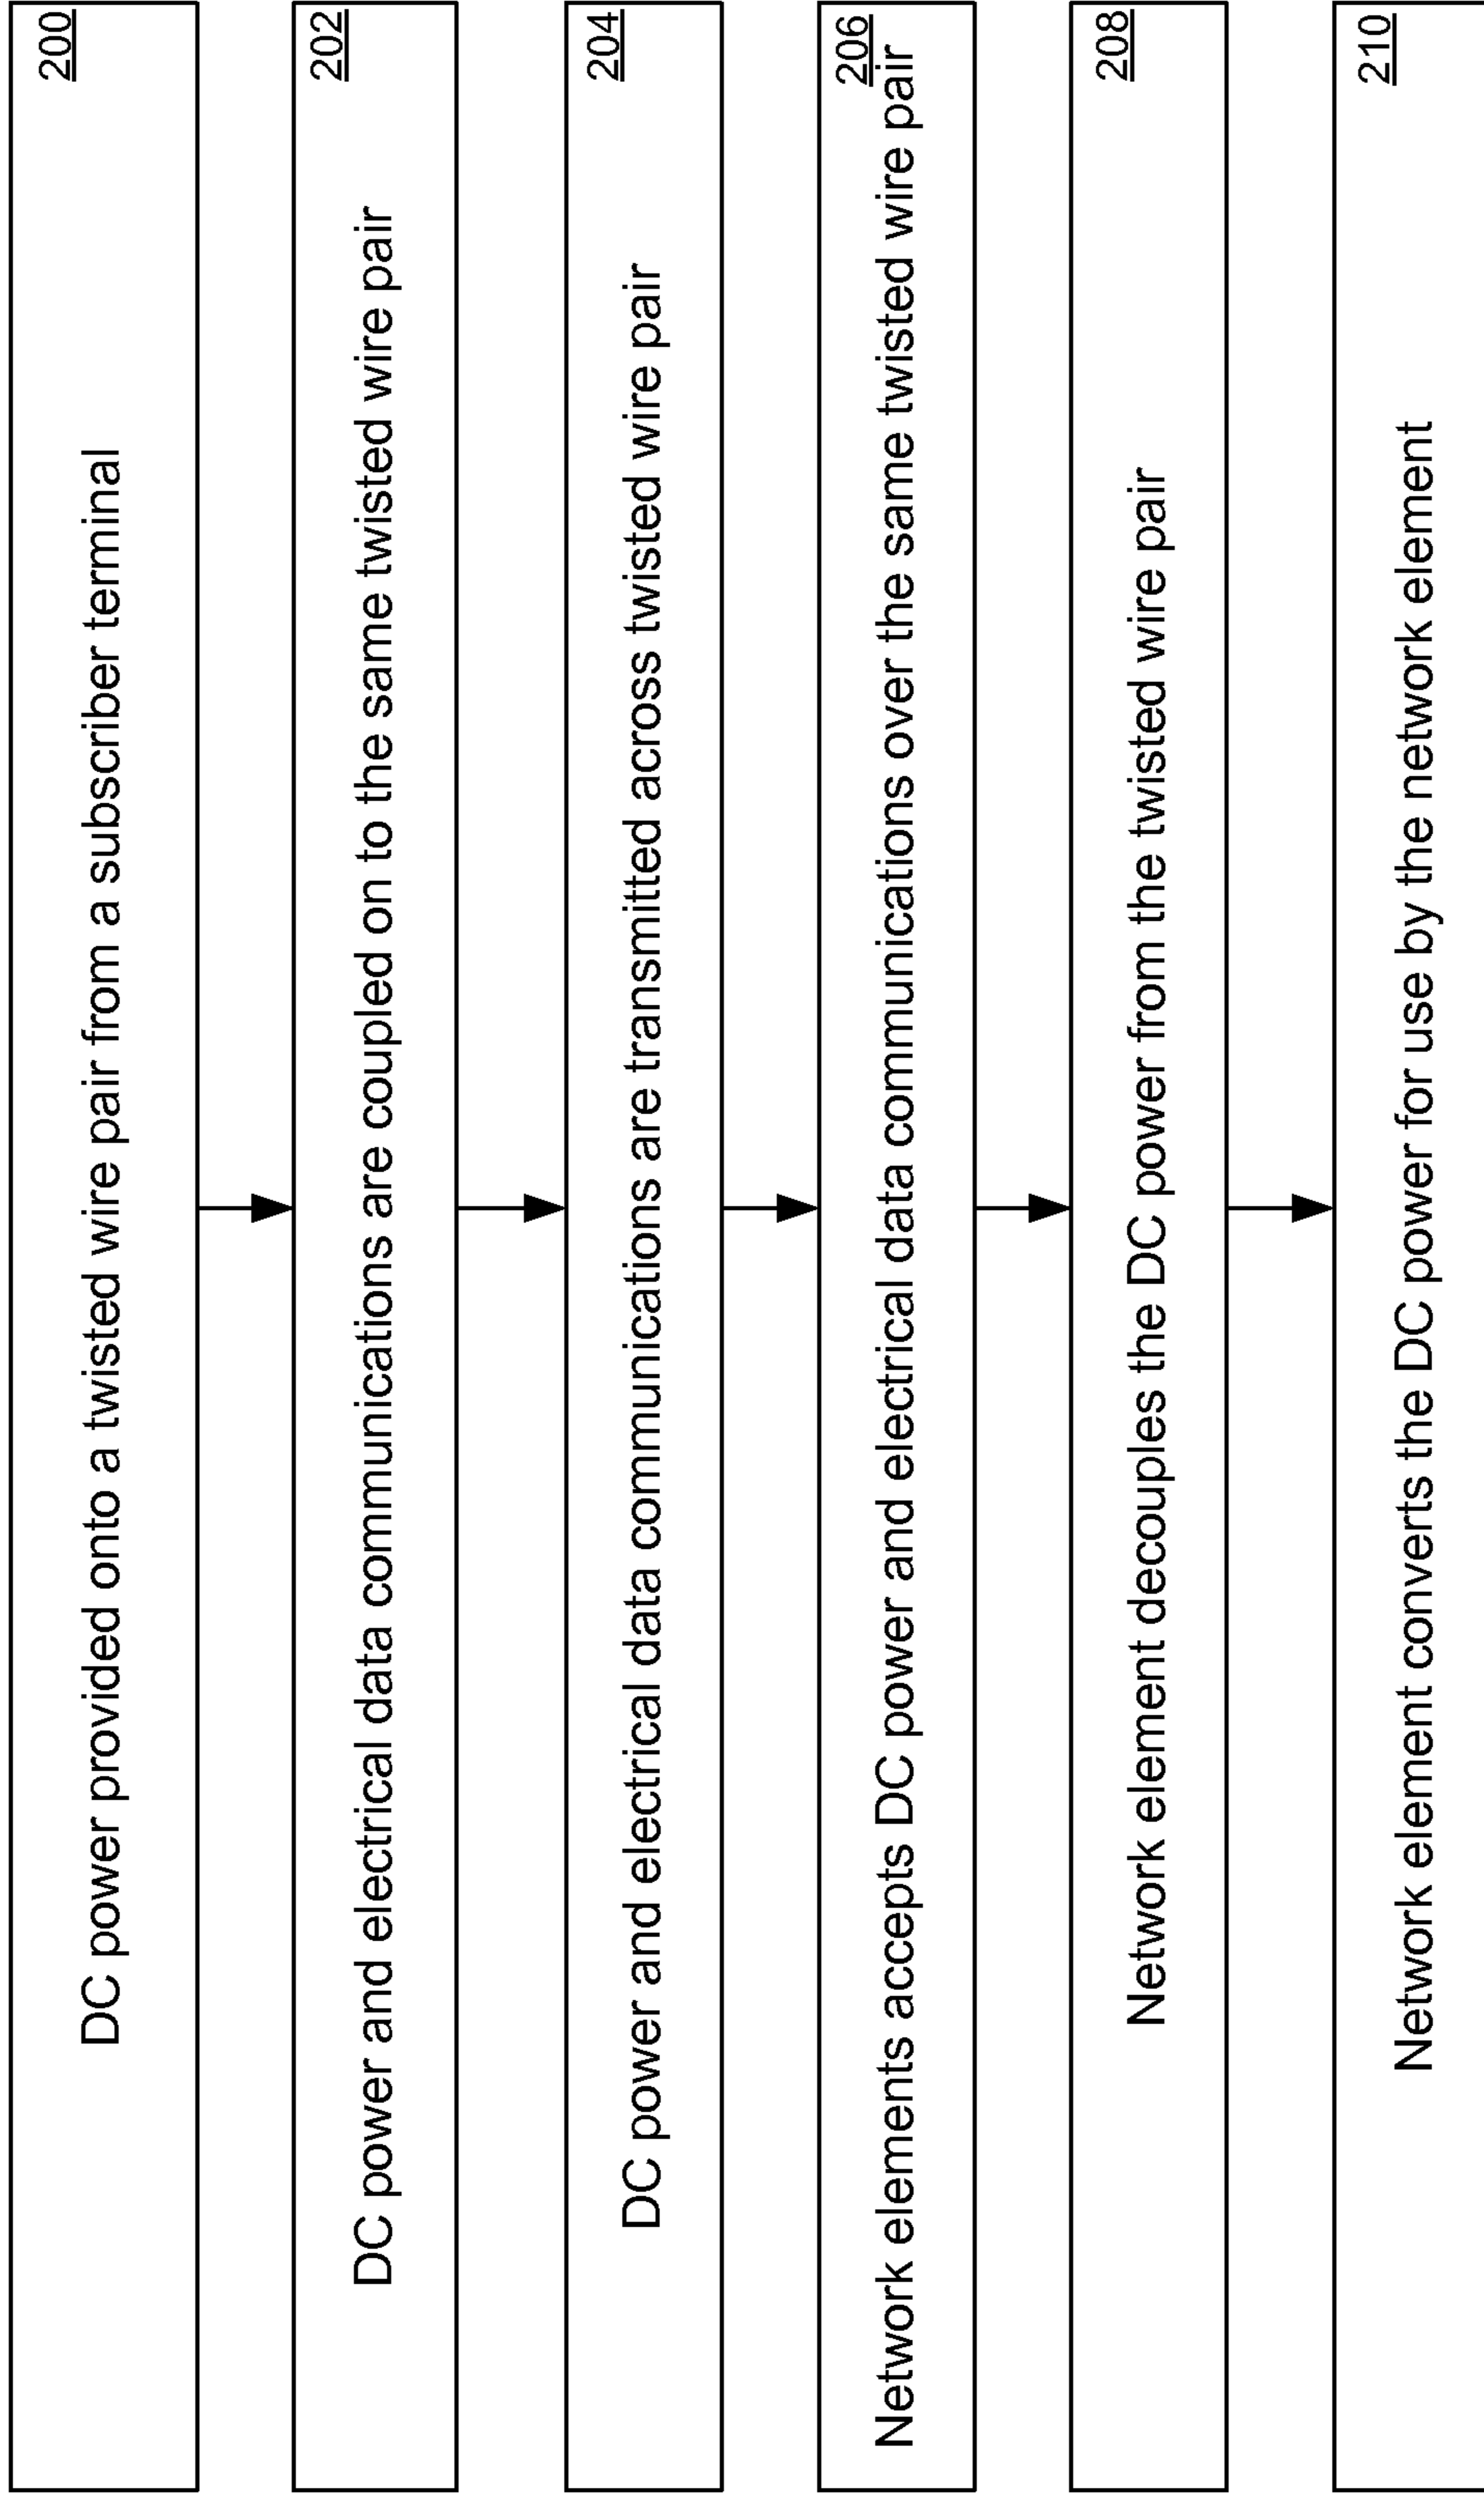 200
DC power provided onto a twisted wire pair from a subscriber terminal
202
DC power and electrical data communications are coupled on to the same twisted wire pair
204
DC power and electrical data communications are transmitted across twisted wire pair
206
Network elements accepts DC power and electrical data communications over the same twisted wire pair
208
Network element decouples the DC power from the twisted wire pair
210
Network element converts the DC power for use by the network element